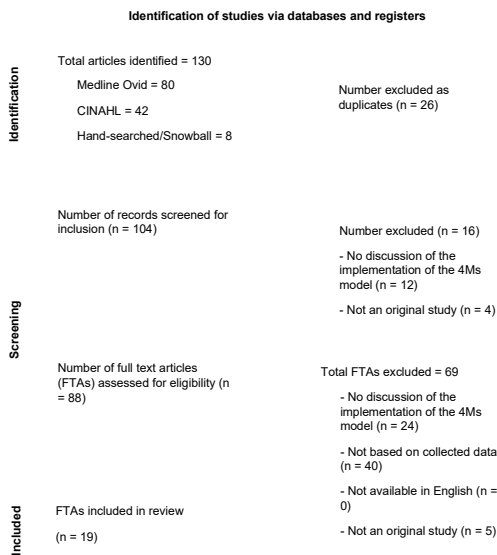 Identification of studies via databases and registers
Identification
Total articles identified = 130
Medline Ovid = 80
CINAHL = 42
Hand-searched/Snowball = 8
Number excluded as
duplicates (n = 26)
Screening
Number of records screened for
inclusion (n = 104)
Number excluded (n = 16)
- No discussion of the
implementation of the 4Ms
model (n = 12)
- Not an original study (n = 4)
Number of full text articles
(FTAs) assessed for eligibility (n
= 88)
Total FTAs excluded = 69
- No discussion of the
implementation of the 4Ms
model (n = 24)
- Not based on collected data
(n = 40)
- Not available in English (n =
0)
- Not an original study (n = 5)
Included
FTAs included in review
(n = 19)